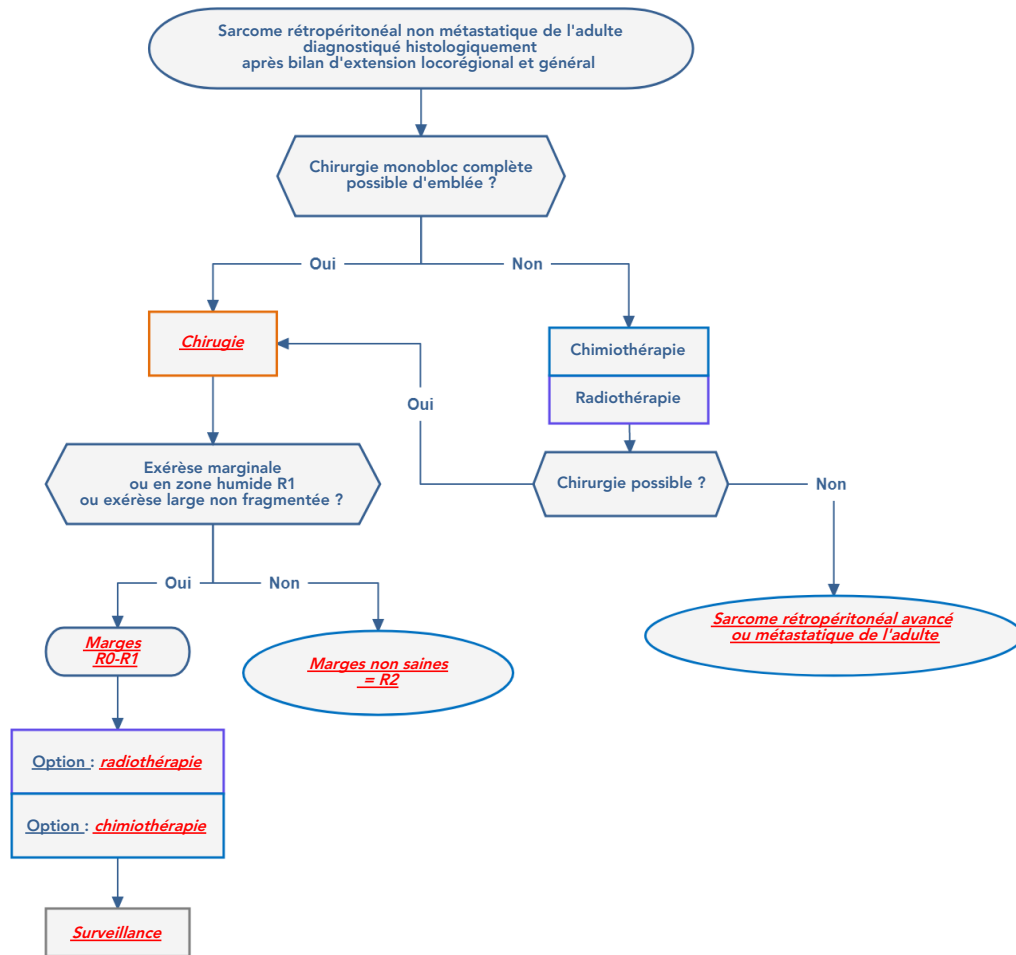 Sarcome rétropéritonéal non métastatique de l'adulte
diagnostiqué histologiquement
après bilan d'extension locorégional et général
Chirurgie monobloc complète
possible d'emblée ?
Oui
Non
Chirugie
Chimiothérapie
Radiothérapie
Oui
Exérèse marginale
ou en zone humide R1
ou exérèse large non fragmentée ?
Chirurgie possible ?
Non
Oui
Non
Marges
R0-R1
Marges non saines
= R2
Sarcome rétropéritonéal avancé
ou métastatique de l'adulte
Option : radiothérapie
Option : chimiothérapie
Surveillance